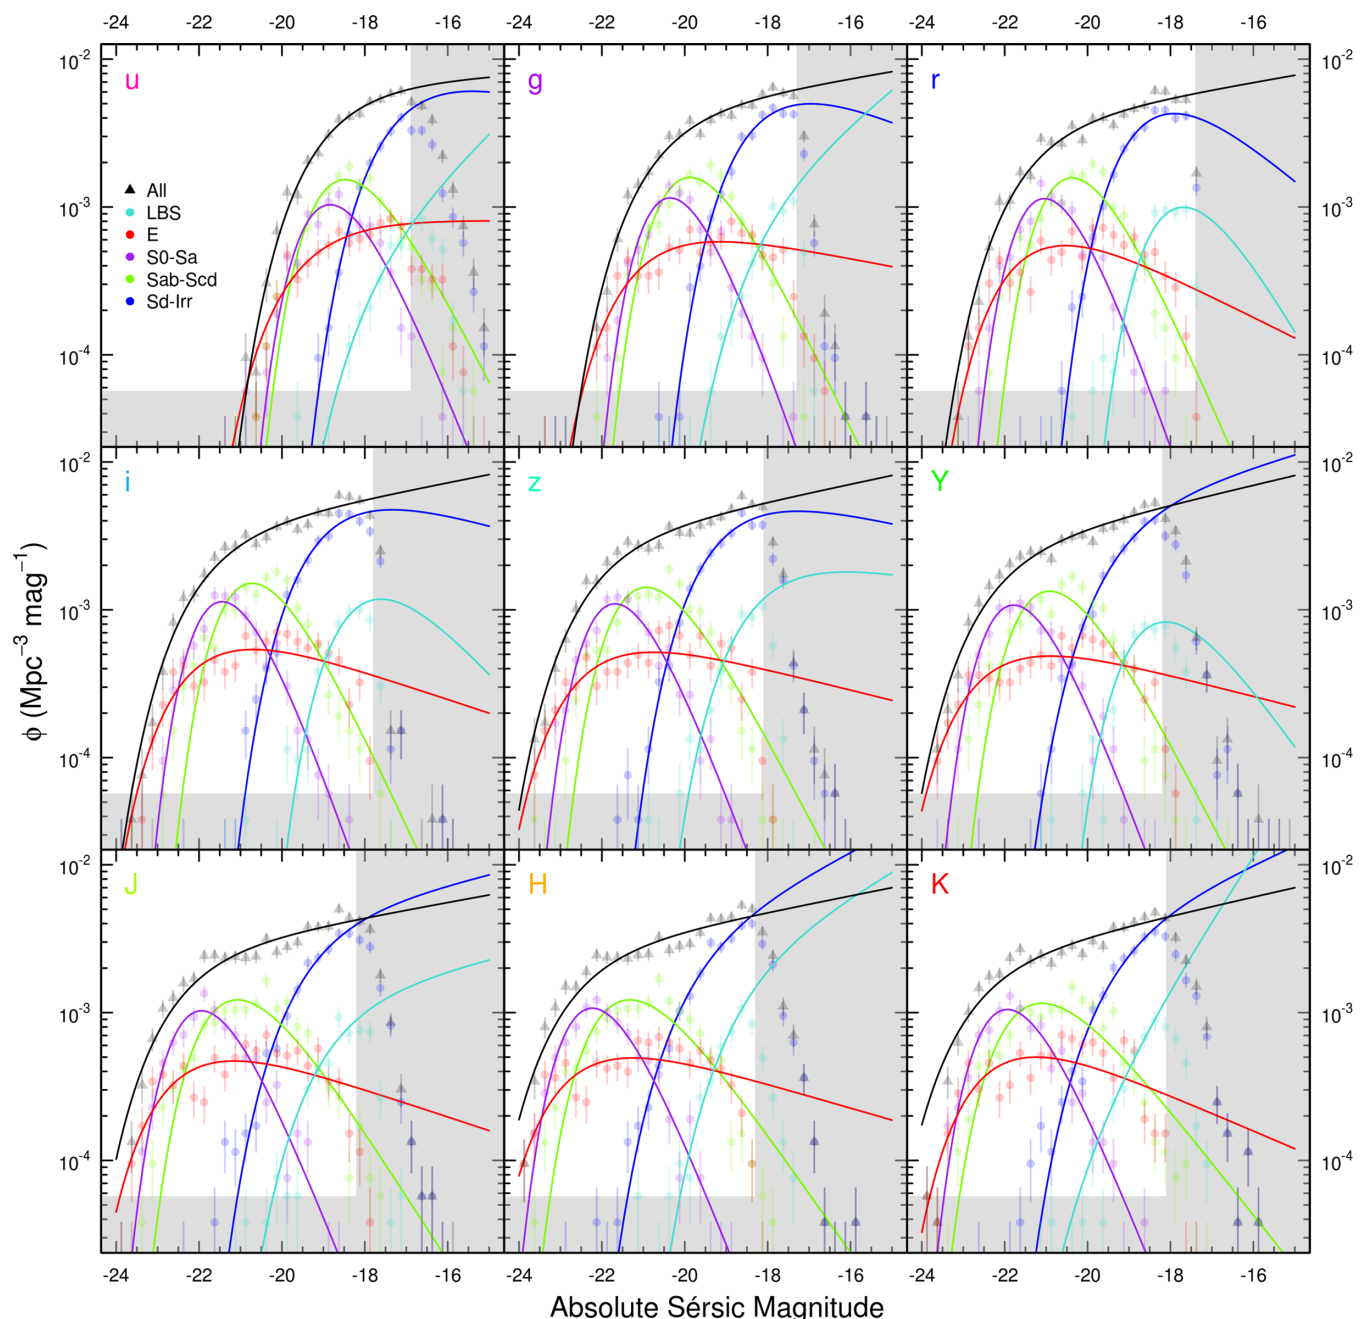 -24 -22 -20 -18 -16 -24 -22 -20 -18 -16 -24 -22 -20 -18 -16
u g r
10⁻² 10⁻²
All
LBS
E
S0-Sa
Sab-Scd
Sd-Irr
10⁻³ 10⁻³
10⁻⁴ 10⁻⁴
i z Y
10⁻² 10⁻²
10⁻³ 10⁻³
10⁻⁴ 10⁻⁴
ϕ (Mpc⁻³ mag⁻¹)
J H K
10⁻² 10⁻²
10⁻³ 10⁻³
10⁻⁴ 10⁻⁴
-24 -22 -20 -18 -16 -24 -22 -20 -18 -16 -24 -22 -20 -18 -16
Absolute Sérsic Magnitude